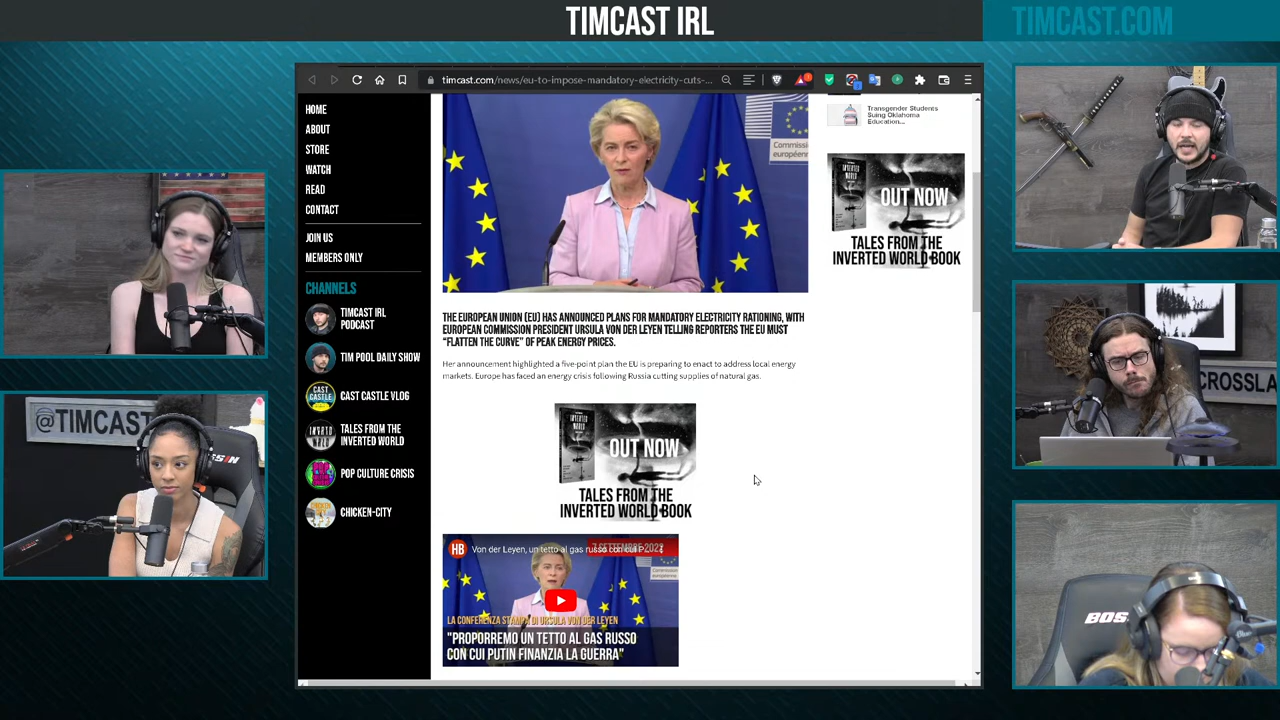 TIMCAST IRL
TIMCAST.COM
timcast.com/news/eu-to-impose-mandatory-electricity-cuts-...
HOME
ABOUT
STORE
WATCH
READ
CONTACT
JOIN US
MEMBERS ONLY
CHANNELS
TIMCAST IRL
PODCAST
TIM POOL DAILY SHOW
CAST CASTLE VLOG
TALES FROM THE
INVERTED WORLD
POP CULTURE CRISIS
CHICKEN-CITY
Commissi
européenne
THE EUROPEAN UNION (EU) HAS ANNOUNCED PLANS FOR MANDATORY ELECTRICITY RATIONING, WITH
EUROPEAN COMMISSION PRESIDENT URSULA VON DER LEYEN TELLING REPORTERS THE EU MUST
“FLATTEN THE CURVE” OF PEAK ENERGY PRICES.
Her announcement highlighted a five-point plan the EU is preparing to enact to address local energy
markets. Europe has faced an energy crisis following Russia cutting supplies of natural gas.
OUT NOW
TALES FROM THE
INVERTED WORLD BOOK
HB
Von der Leyen, un tetto al gas russo con cui P...
7 SETTEMBRE 2022
LA CONFERENZA STAMPA DI URSULA VON DER LEYEN
"PROPORREMO UN TETTO AL GAS RUSSO
CON CUI PUTIN FINANZIA LA GUERRA"
Transgender Students
Suing Oklahoma
Education...
OUT NOW
TALES FROM THE
INVERTED WORLD BOOK
@TIMCAST
CROSSLA